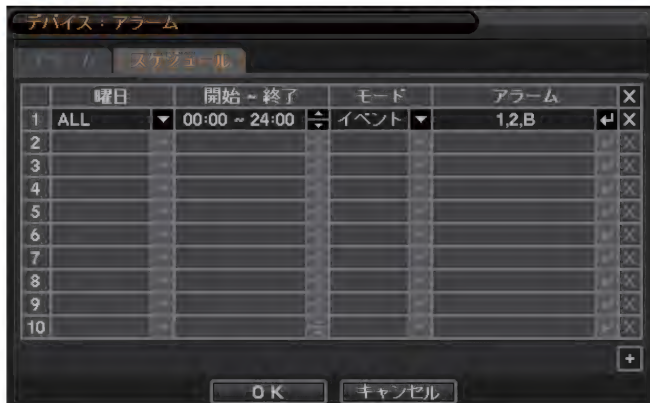 デバイス：アラーム
スケジュール
曜日 開始 ~ 終了 モード アラーム X
1 ALL 00:00 ~ 24:00 イベント 1,2,B X
2 X
3 X
4 X
5 X
6 X
7 X
8 X
9 X
10 X
+
OK キャンセル